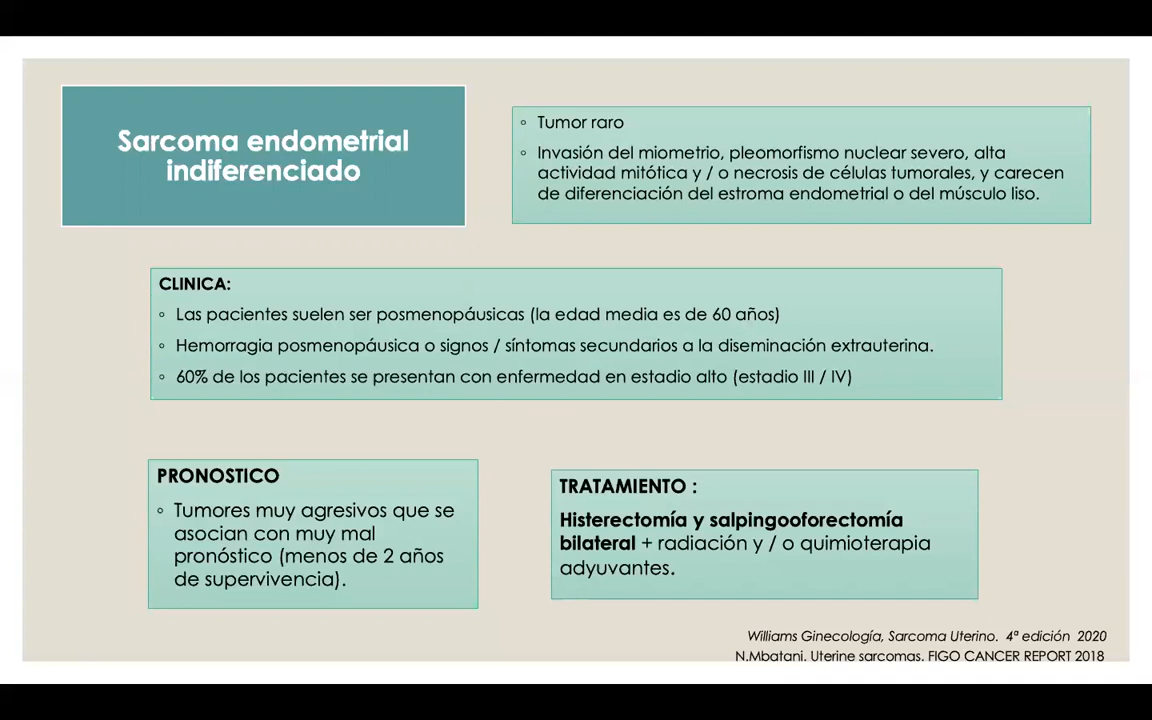 Sarcoma endometrial
indiferenciado
◦ Tumor raro
◦ Invasión del miometrio, pleomorfismo nuclear severo, alta
actividad mitótica y / o necrosis de células tumorales, y carecen
de diferenciación del estroma endometrial o del músculo liso.
CLINICA:
◦ Las pacientes suelen ser posmenopáusicas (la edad media es de 60 años)
◦ Hemorragia posmenopáusica o signos / síntomas secundarios a la diseminación extrauterina.
◦ 60% de los pacientes se presentan con enfermedad en estadio alto (estadio III / IV)
PRONOSTICO
◦ Tumores muy agresivos que se
asocian con muy mal
pronóstico (menos de 2 años
de supervivencia).
TRATAMIENTO :
Histerectomía y salpingooforectomía
bilateral + radiación y / o quimioterapia
adyuvantes.
Williams Ginecología, Sarcoma Uterino. 4ª edición 2020
N.Mbatani. Uterine sarcomas. FIGO CANCER REPORT 2018